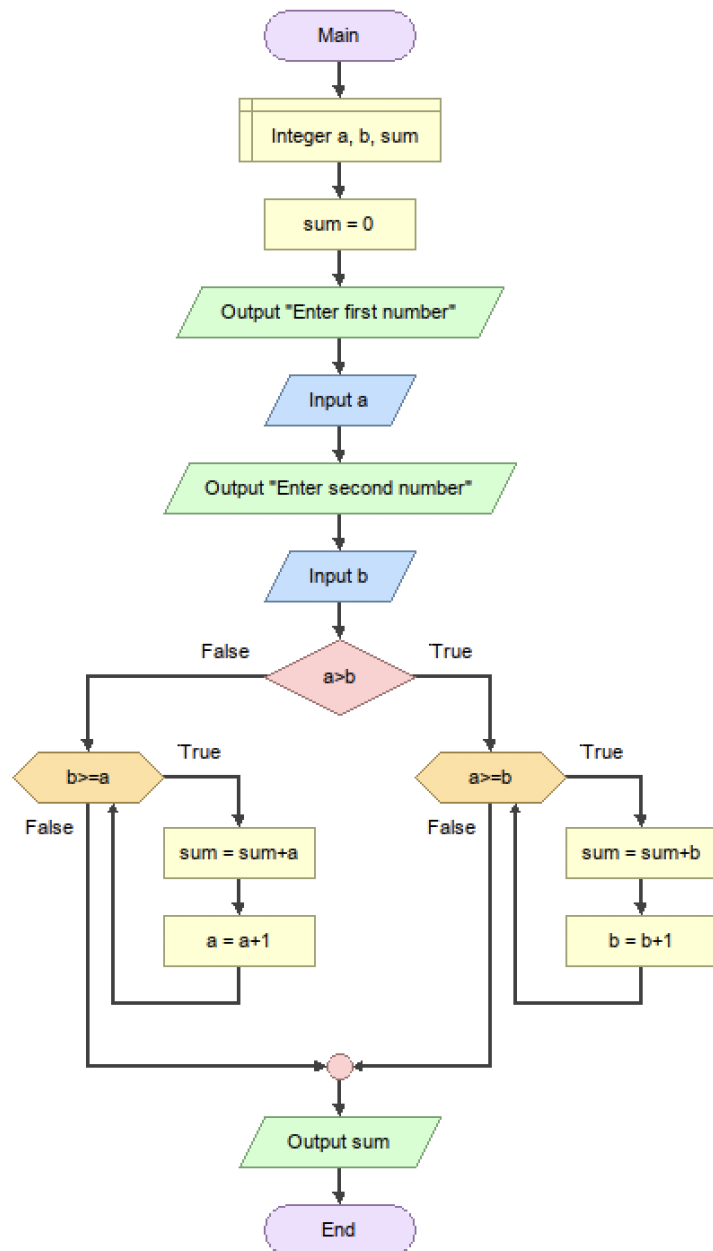 Main
Integer a, b, sum
sum = 0
Output "Enter first number"
Input a
Output "Enter second number"
Input b
False
True
a>b
b>=a
True
False
sum = sum+a
a = a+1
a>=b
True
False
sum = sum+b
b = b+1
Output sum
End